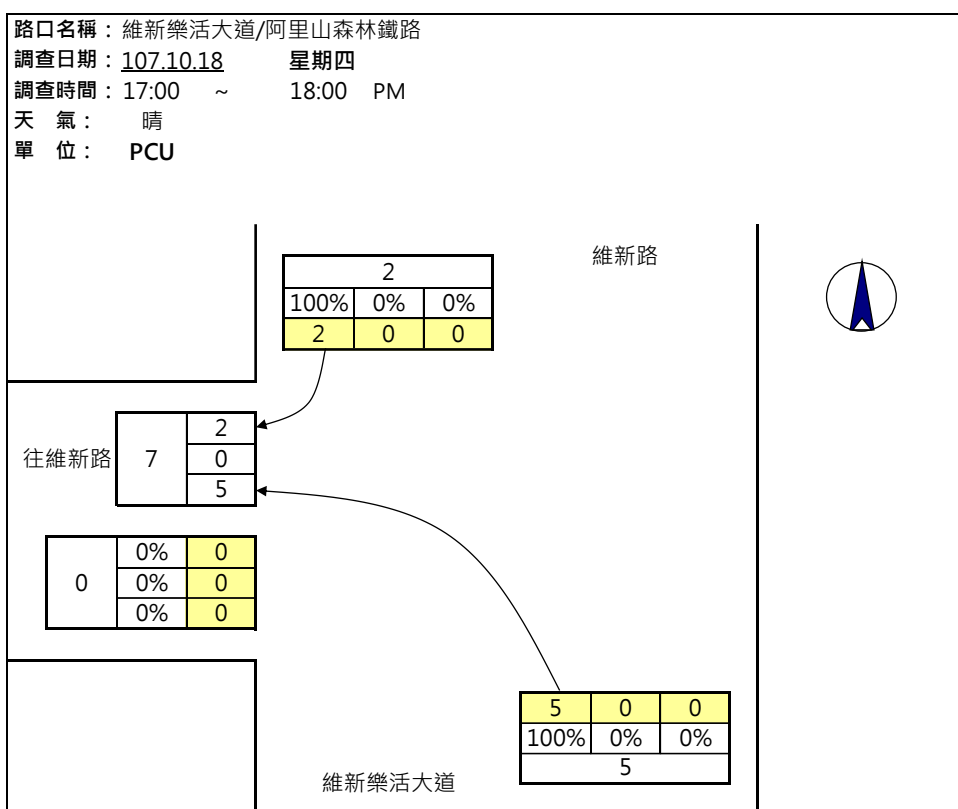 路口名稱：維新樂活大道/阿里山森林鐵路
調查日期：107.10.18 星期四
調查時間：17:00 ~ 18:00 PM
天 氣： 晴
單 位： PCU
維新路
2
100% 0% 0%
2 0 0
往維新路 7
2
0
5
0
0% 0
0% 0
0% 0
5 0 0
100% 0% 0%
5
維新樂活大道